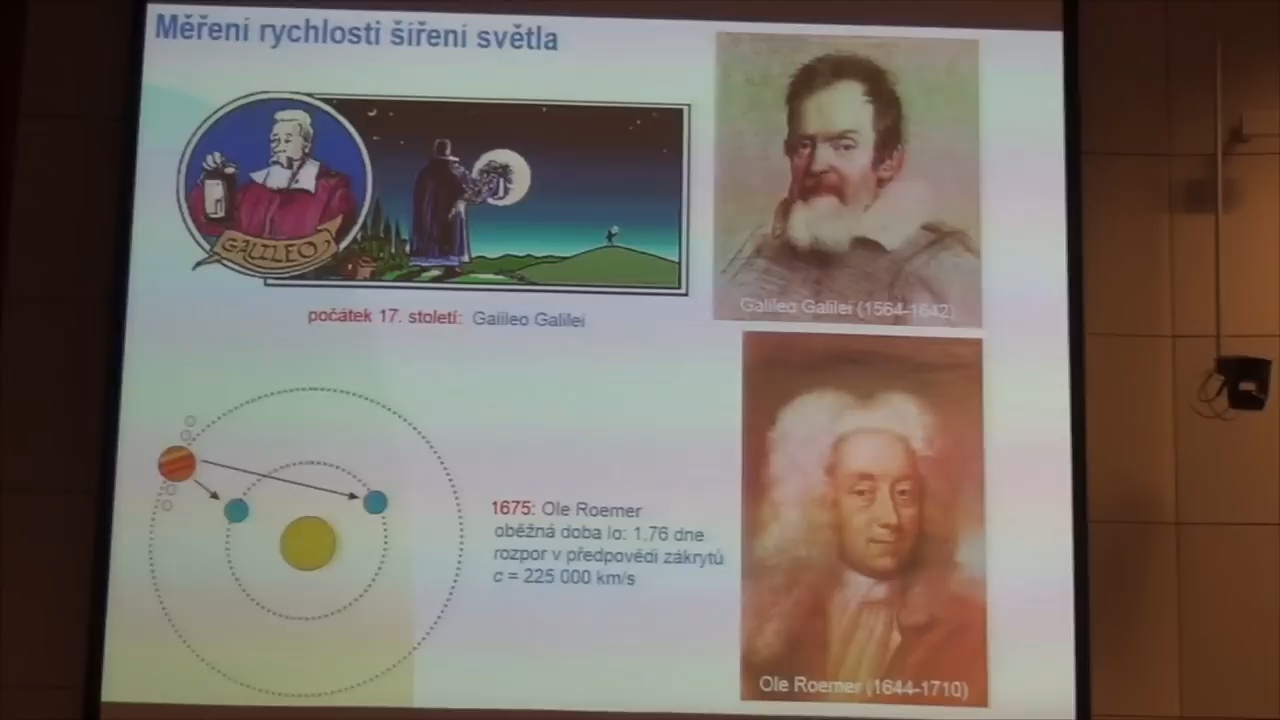 Měření rychlosti šíření světla
GALILEO
počátek 17. století: Galileo Galilei
Galileo Galilei (1564-1642)
1675: Ole Roemer
oběžná doba Io: 1,76 dne
rozpor v předpovědi zákrytů
c = 225 000 km/s
Ole Roemer (1644-1710)